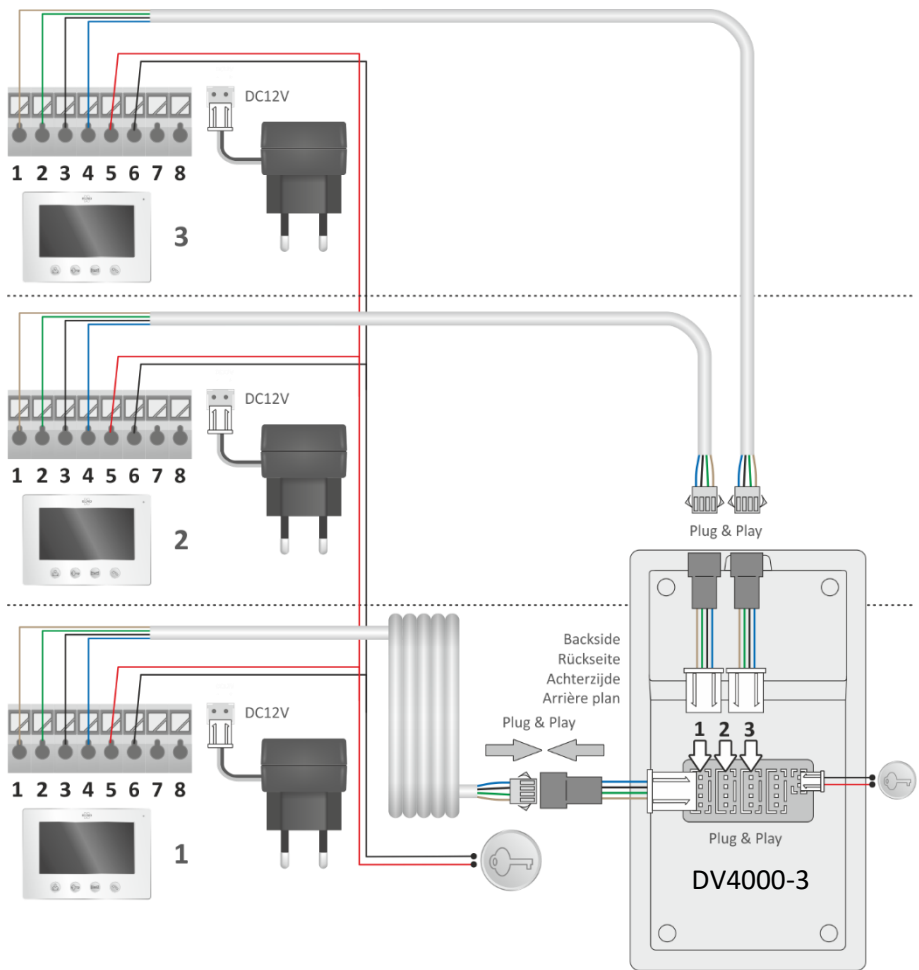 DC12V
1 2 3 4 5 6 7 8
3
DC12V
1 2 3 4 5 6 7 8
2
Plug & Play
Backside
Rückseite
Achterzijde
Arrière plan
Plug & Play
DC12V
1 2 3 4 5 6 7 8
1
1 2 3
Plug & Play
DV4000-3